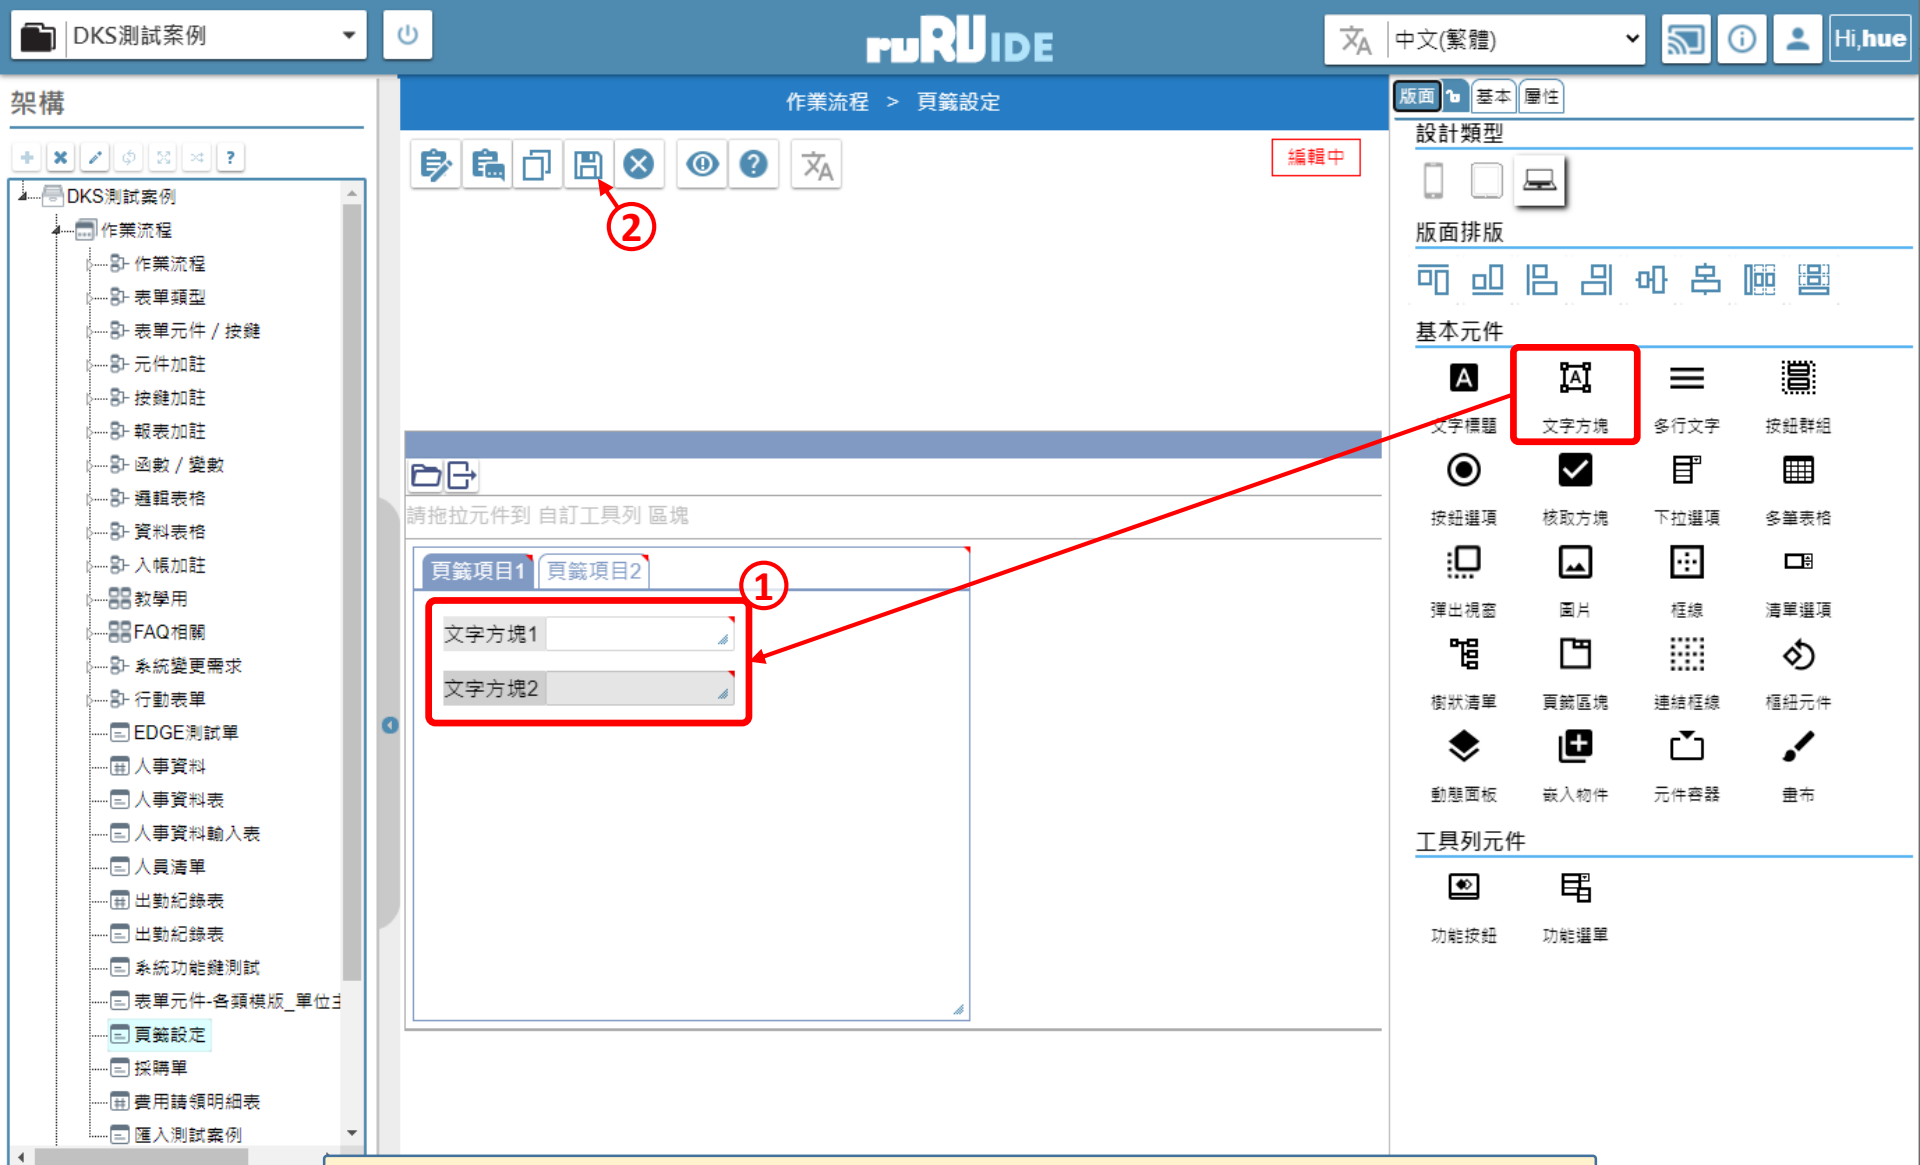 DKS測試案例
ruRU IDE
中文(繁體)
Hi,hue
架構
DKS測試案例
作業流程
作業流程
表單類型
表單元件 / 按鍵
元件加註
按鍵加註
報表加註
函數 / 變數
邏輯表格
資料表格
入帳加註
教學用
FAQ相關
系統變更需求
行動表單
EDGE測試單
人事資料
人事資料表
人事資料輸入表
人員清單
出勤紀錄表
出勤紀錄表
系統功能鍵測試
表單元件-各類模版_單位主
頁籤設定
採購單
費用請領明細表
匯入測試案例
作業流程 > 頁籤設定
編輯中
②
請拖拉元件到 自訂工具列 區塊
頁籤項目1 頁籤項目2
①
文字方塊1
文字方塊2
版面 基本 屬性
設計類型
版面排版
基本元件
文字標題 文字方塊 多行文字 按鈕群組
按鈕選項 核取方塊 下拉選項 多筆表格
彈出視窗 圖片 框線 清單選項
樹狀清單 頁籤區塊 連結框線 樞紐元件
動態面板 嵌入物件 元件容器 畫布
工具列元件
功能按鈕 功能選單